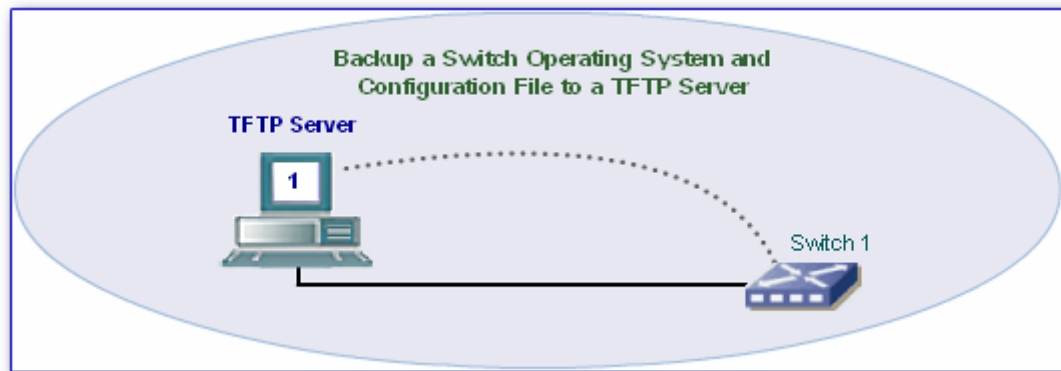 Backup a Switch Operating System and
Configuration File to a TFTP Server
TFTP Server
1
Switch 1